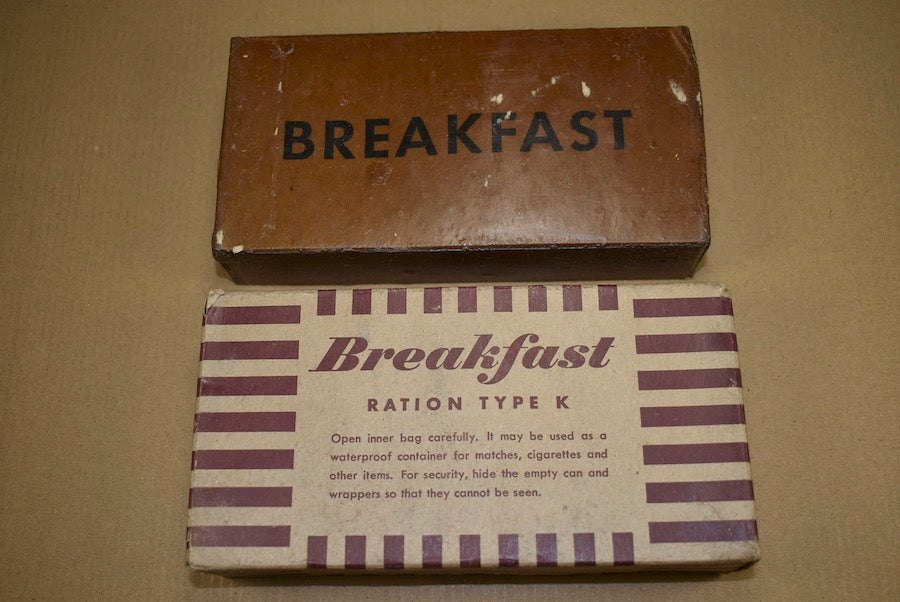 BREAKFAST
Breakfast
RATION TYPE K
Open inner bag carefully. It may be used as a
waterproof container for matches, cigarettes and
other items. For security, hide the empty can and
wrappers so that they cannot be seen.